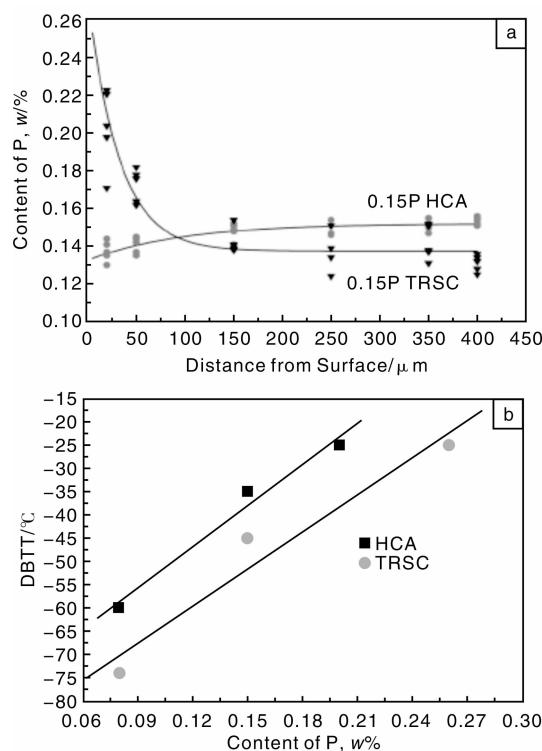 a
0.26
0.24
0.22
0.20
0.18
0.16
0.14
0.12
0.10
Content of P, w/%
0.15P HCA
0.15P TRSC
0 50 100 150 200 250 300 350 400 450
Distance from Surface/μm
b
-15
-20
-25
-30
-35
-40
-45
-50
-55
-60
-65
-70
-75
-80
DBTT/℃
HCA
TRSC
0.06 0.09 0.12 0.15 0.18 0.21 0.24 0.27 0.30
Content of P, w%